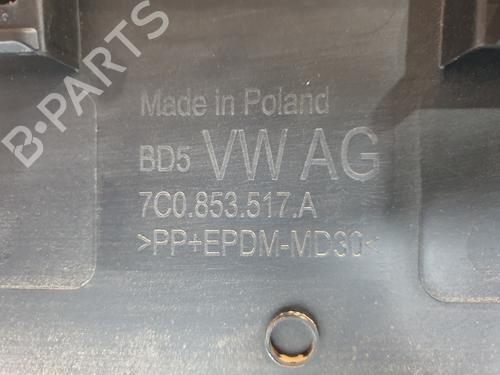 B-PARTS
Made in Poland
BD5 VW AG
7C0.853.517.A
>PP+EPDM-MD30<